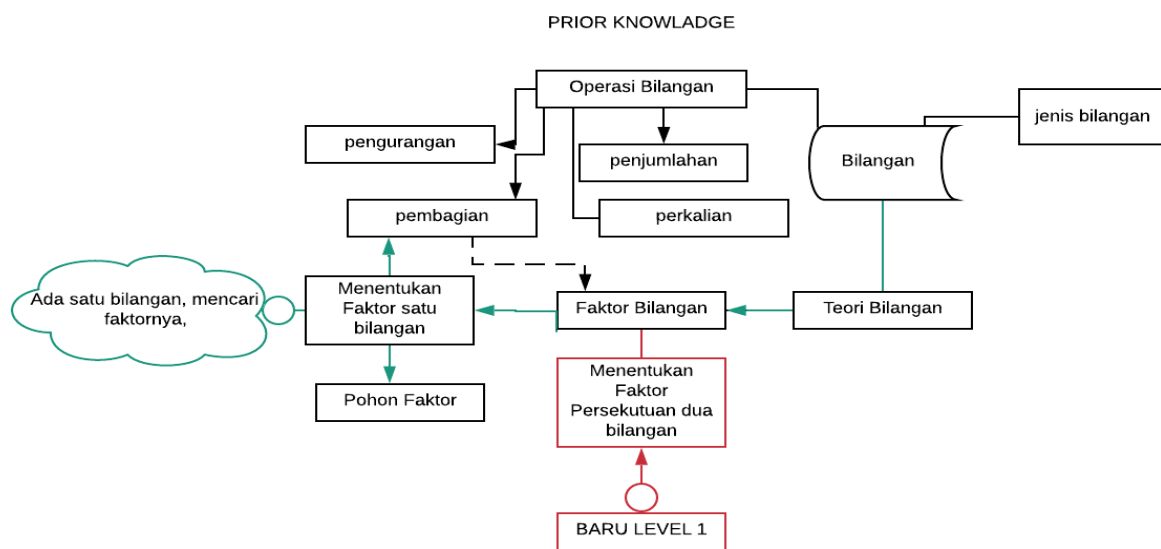 PRIOR KNOWLADGE
Operasi Bilangan
jenis bilangan
pengurangan
penjumlahan
Bilangan
pembagian
perkalian
Ada satu bilangan, mencari
faktornya,
Menentukan
Faktor satu
bilangan
Faktor Bilangan
Teori Bilangan
Menentukan
Faktor
Persekutuan dua
bilangan
Pohon Faktor
BARU LEVEL 1